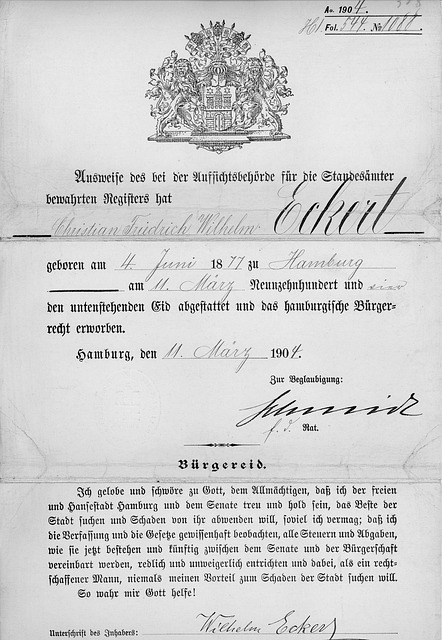 Ao. 1904.
Fol. 544. No 1088.
Ausweise des bei der Aufsichtsbehörde für die Standesämter
bewahrten Registers hat
Christian Friedrich Wilhelm Eckert
geboren am 4. Juni 1877 zu Hamburg
am 11. März Neunzehnhundert und vier
den untenstehenden Eid abgestattet und das hamburgische Bürger-
recht erworben.
Hamburg, den 11. März 1904.
Zur Beglaubigung:
Schmidt
f. d. Rat.
Bürgereid.
Ich gelobe und schwöre zu Gott, dem Allmächtigen, daß ich der freien
und Hansestadt Hamburg und dem Senate treu und hold sein, das Beste der
Stadt suchen und Schaden von ihr abwenden will, soviel ich vermag; daß ich
die Verfassung und die Gesetze gewissenhaft beobachten, alle Steuern und Abgaben,
wie sie jetzt bestehen und künftig zwischen dem Senate und der Bürgerschaft
vereinbart werden, redlich und unweigerlich entrichten und dabei, als ein recht-
schaffener Mann, niemals meinen Vorteil zum Schaden der Stadt suchen will.
So wahr mir Gott helfe!
Unterschrift des Inhabers: Wilhelm Eckert